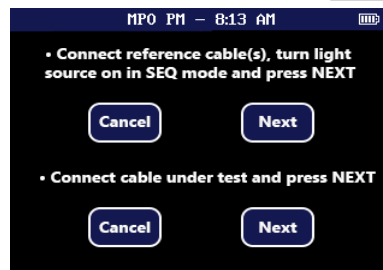 MPO PM – 8:13 AM
• Connect reference cable(s), turn light
source on in SEQ mode and press NEXT
Cancel Next
• Connect cable under test and press NEXT
Cancel Next